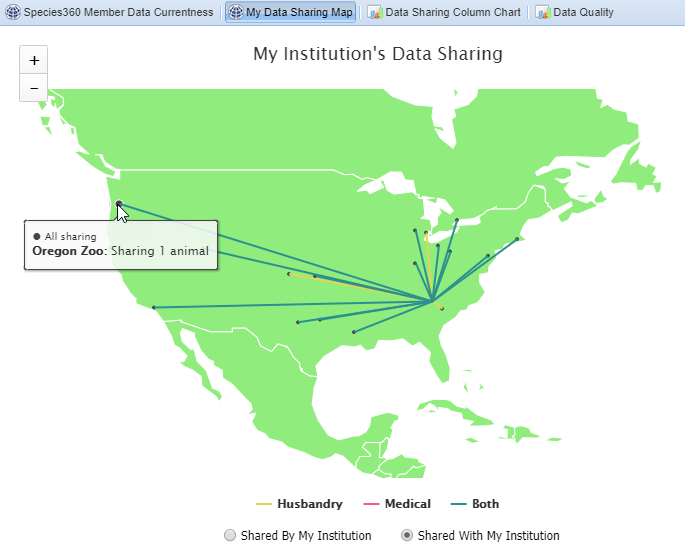 Species360 Member Data Currentness My Data Sharing Map Data Sharing Column Chart Data Quality
My Institution's Data Sharing
+
-
All sharing
Oregon Zoo: Sharing 1 animal
Husbandry Medical Both
Shared By My Institution Shared With My Institution